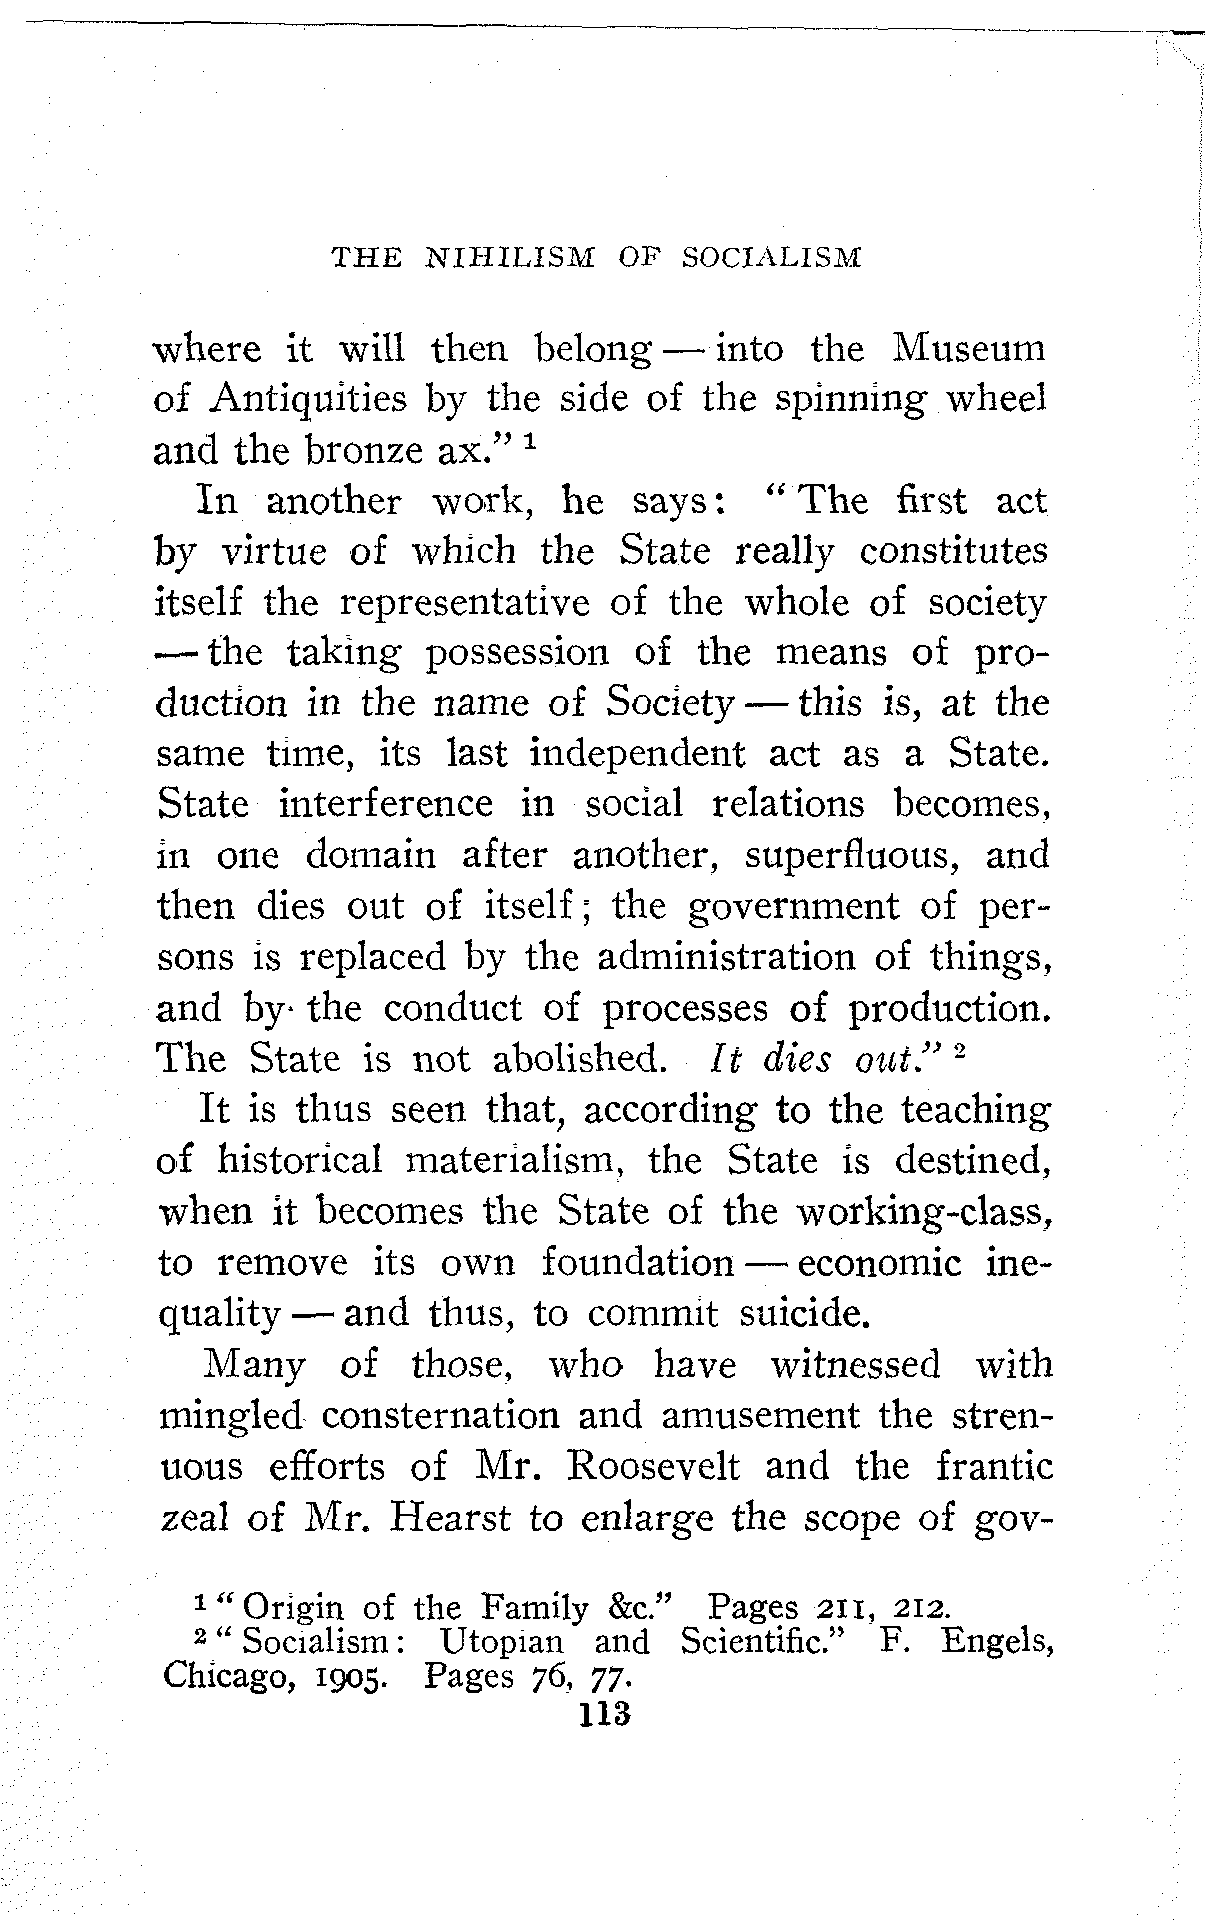 THE NIHILISM OF SOCIALISM
where it will then belong — into the Museum
of Antiquities by the side of the spinning wheel
and the bronze ax.” ¹
In another work, he says: “ The first act
by virtue of which the State really constitutes
itself the representative of the whole of society
— the taking possession of the means of pro-
duction in the name of Society — this is, at the
same time, its last independent act as a State.
State interference in social relations becomes,
in one domain after another, superfluous, and
then dies out of itself; the government of per-
sons is replaced by the administration of things,
and by the conduct of processes of production.
The State is not abolished. It dies out.” ²
It is thus seen that, according to the teaching
of historical materialism, the State is destined,
when it becomes the State of the working-class,
to remove its own foundation — economic ine-
quality — and thus, to commit suicide.
Many of those, who have witnessed with
mingled consternation and amusement the stren-
uous efforts of Mr. Roosevelt and the frantic
zeal of Mr. Hearst to enlarge the scope of gov-
¹ “ Origin of the Family &c.” Pages 211, 212.
² “ Socialism: Utopian and Scientific.” F. Engels,
Chicago, 1905. Pages 76, 77.
113